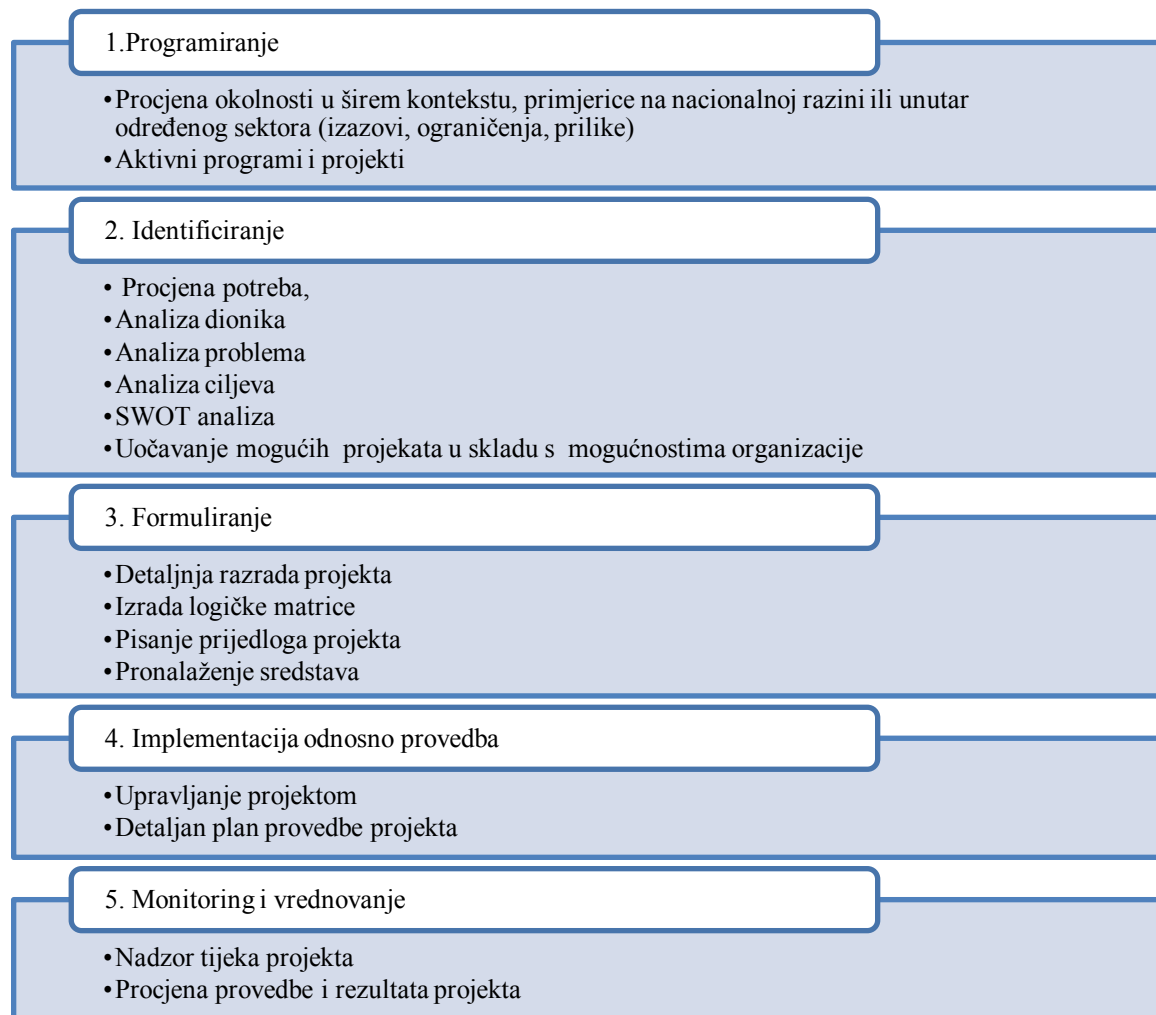 1.Programiranje
•Procjena okolnosti u širem kontekstu, primjerice na nacionalnoj razini ili unutar
određenog sektora (izazovi, ograničenja, prilike)
•Aktivni programi i projekti
2. Identificiranje
• Procjena potreba,
•Analiza dionika
•Analiza problema
•Analiza ciljeva
•SWOT analiza
•Uočavanje mogućih projekata u skladu s mogućnostima organizacije
3. Formuliranje
•Detaljnja razrada projekta
•Izrada logičke matrice
•Pisanje prijedloga projekta
•Pronalaženje sredstava
4. Implementacija odnosno provedba
•Upravljanje projektom
•Detaljan plan provedbe projekta
5. Monitoring i vrednovanje
•Nadzor tijeka projekta
•Procjena provedbe i rezultata projekta